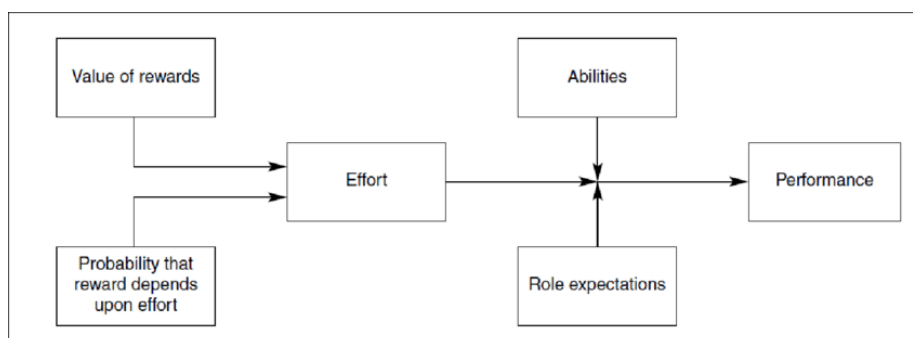 Value of rewards
Abilities
Effort
Performance
Probability that
reward depends
upon effort
Role expectations